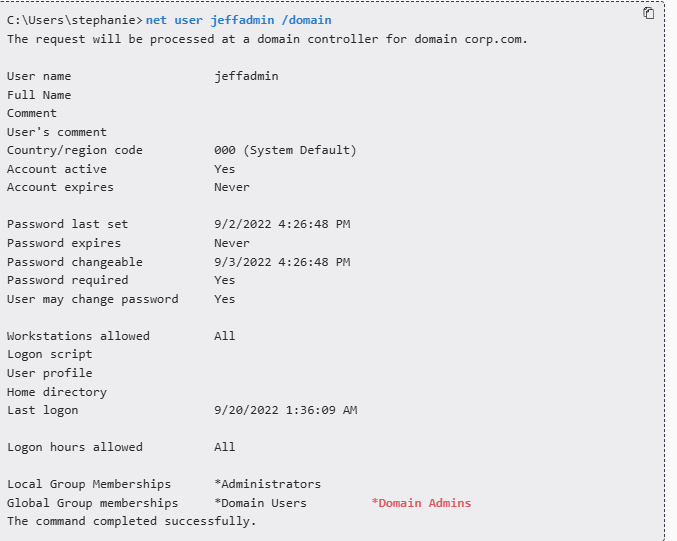 C:\Users\stephanie>net user jeffadmin /domain
The request will be processed at a domain controller for domain corp.com.
User name                    jeffadmin
Full Name
Comment
User's comment
Country/region code          000 (System Default)
Account active               Yes
Account expires              Never
Password last set            9/2/2022 4:26:48 PM
Password expires             Never
Password changeable          9/3/2022 4:26:48 PM
Password required            Yes
User may change password     Yes
Workstations allowed         All
Logon script
User profile
Home directory
Last logon                   9/20/2022 1:36:09 AM
Logon hours allowed          All
Local Group Memberships      *Administrators
Global Group memberships     *Domain Users         *Domain Admins
The command completed successfully.